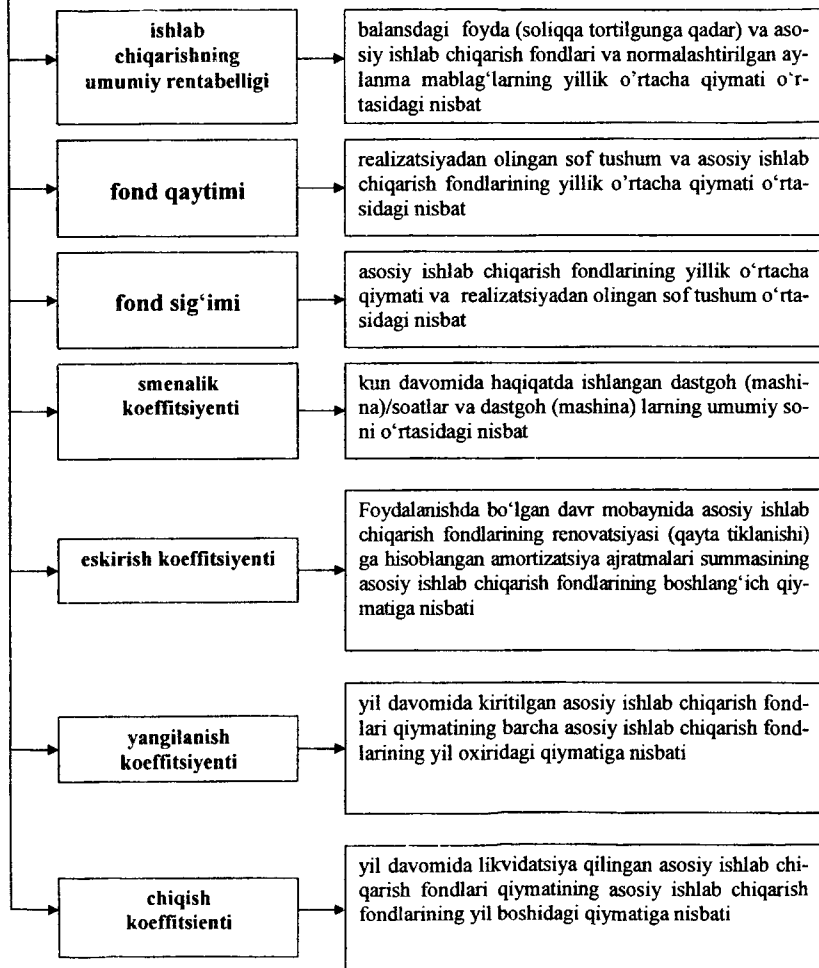 ishlab
chiqarishning
umumiy rentabelligi
balansdagi foyda (soliqqa tortilgunga qadar) va aso-
siy ishlab chiqarish fondlari va normalashtirilgan ay-
lanma mablag‘larning yillik o’rtacha qiymati o‘r-
tasidagi nisbat
fond qaytimi
realizatsiyadan olingan sof tushum va asosiy ishlab
chiqarish fondlarining yillik o’rtacha qiymati o‘rta-
sidagi nisbat
fond sig‘imi
asosiy ishlab chiqarish fondlarining yillik o’rtacha
qiymati va realizatsiyadan olingan sof tushum o‘rta-
sidagi nisbat
smenalik
koeffitsiyenti
kun davomida haqiqatda ishlangan dastgoh (mashi-
na)/soatlar va dastgoh (mashina) larning umumiy so-
ni o‘rtasidagi nisbat
eskirish koeffitsiyenti
Foydalanishda bo‘lgan davr mobaynida asosiy ishlab
chiqarish fondlarining renovatsiyasi (qayta tiklanishi)
ga hisoblangan amortizatsiya ajratmalari summasining
asosiy ishlab chiqarish fondlarining boshlang‘ich qiy-
matiga nisbati
yangilanish
koeffitsiyenti
yil davomida kiritilgan asosiy ishlab chiqarish fond-
lari qiymatining barcha asosiy ishlab chiqarish fond-
larining yil oxiridagi qiymatiga nisbati
chiqish
koeffitsienti
yil davomida likvidatsiya qilingan asosiy ishlab chi-
qarish fondlari qiymatining asosiy ishlab chiqarish
fondlarining yil boshidagi qiymatiga nisbati